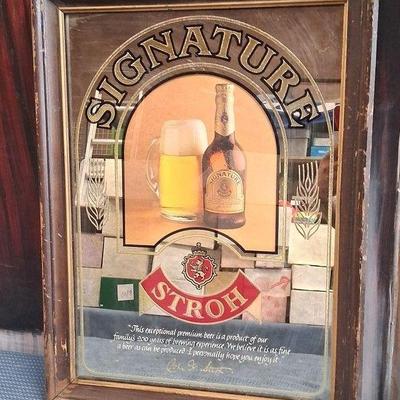 SIGNATURE
SIGNATURE
STROH
"This exceptional premium beer is a product of our
family's 200 years of brewing experience. We believe it is as fine
a beer as can be produced. I personally hope you enjoy it."